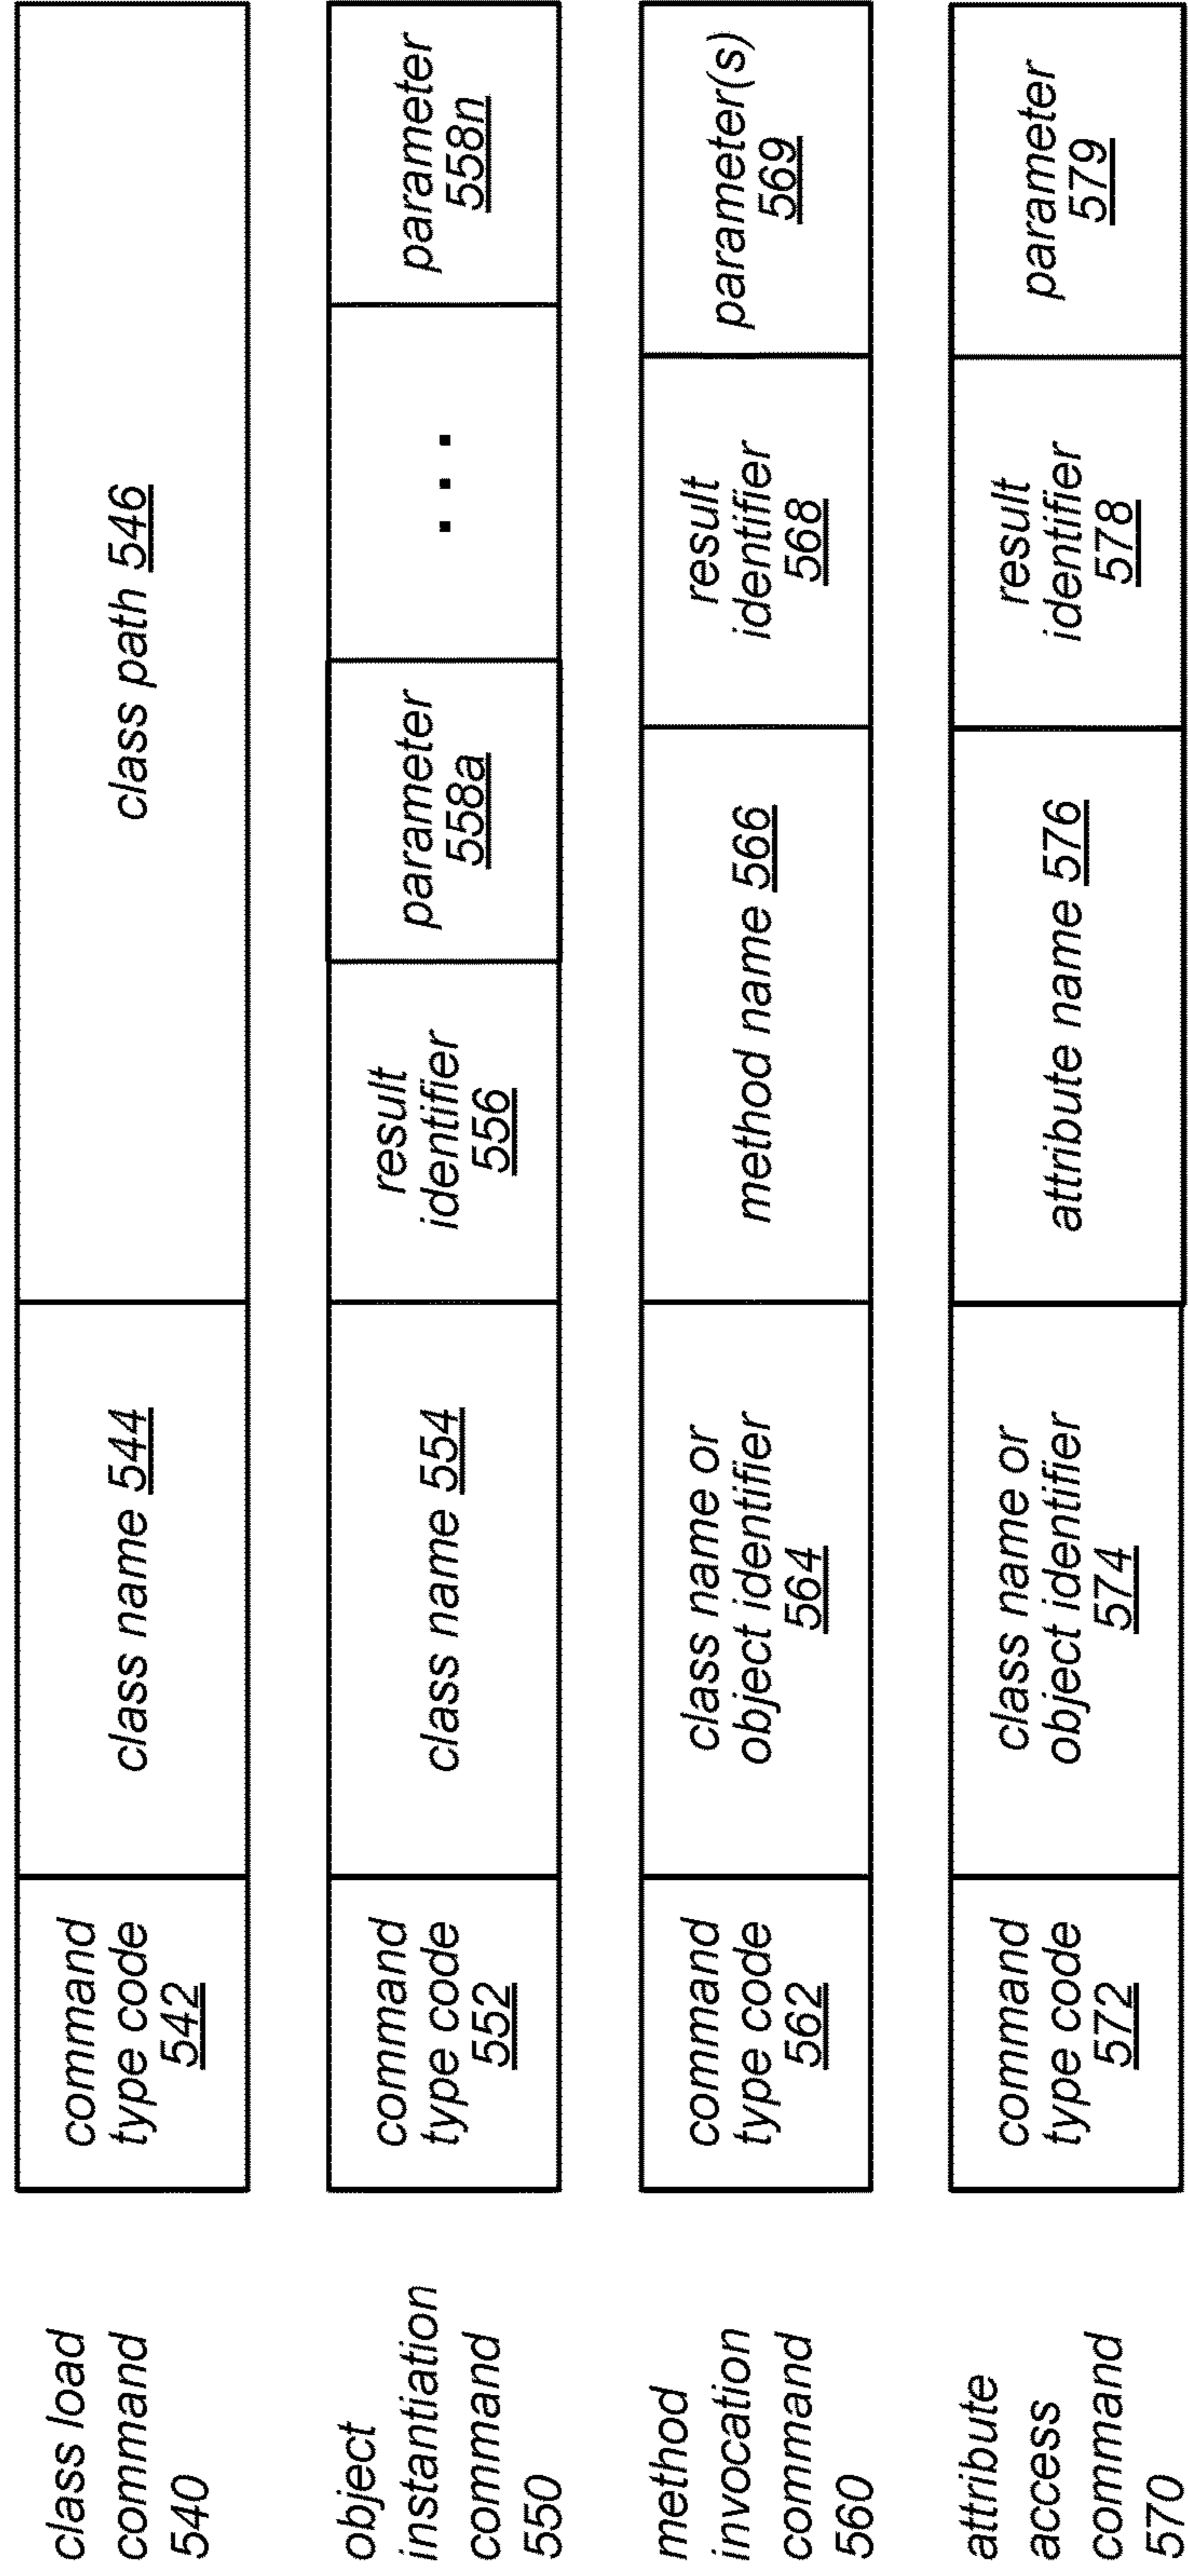 class load
command
540
command
type code
542
class name 544
class path 546
object
instantiation
command
550
command
type code
552
class name 554
result
identifier
556
parameter
558a
. . .
parameter
558n
method
invocation
command
560
command
type code
562
class name or
object identifier
564
method name 566
result
identifier
568
parameter(s)
569
attribute
access
command
570
command
type code
572
class name or
object identifier
574
attribute name 576
result
identifier
578
parameter
579